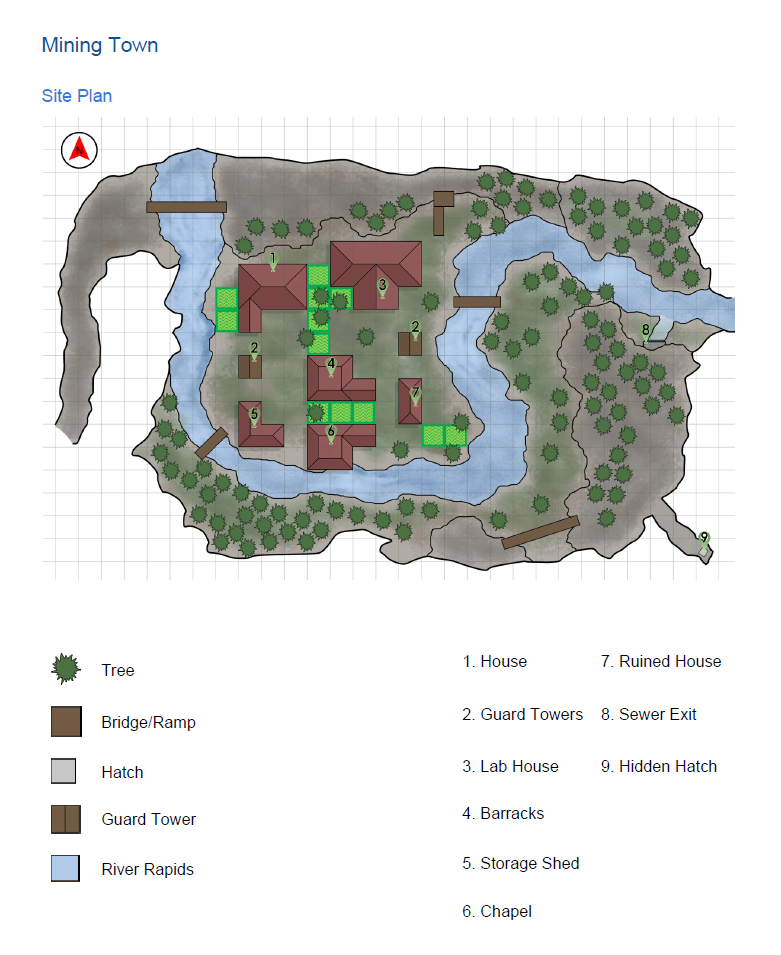 Mining Town
Site Plan
N
1
3
2
2
8
4
7
5
6
9
Tree
Bridge/Ramp
Hatch
Guard Tower
River Rapids
1. House
2. Guard Towers
3. Lab House
4. Barracks
5. Storage Shed
6. Chapel
7. Ruined House
8. Sewer Exit
9. Hidden Hatch